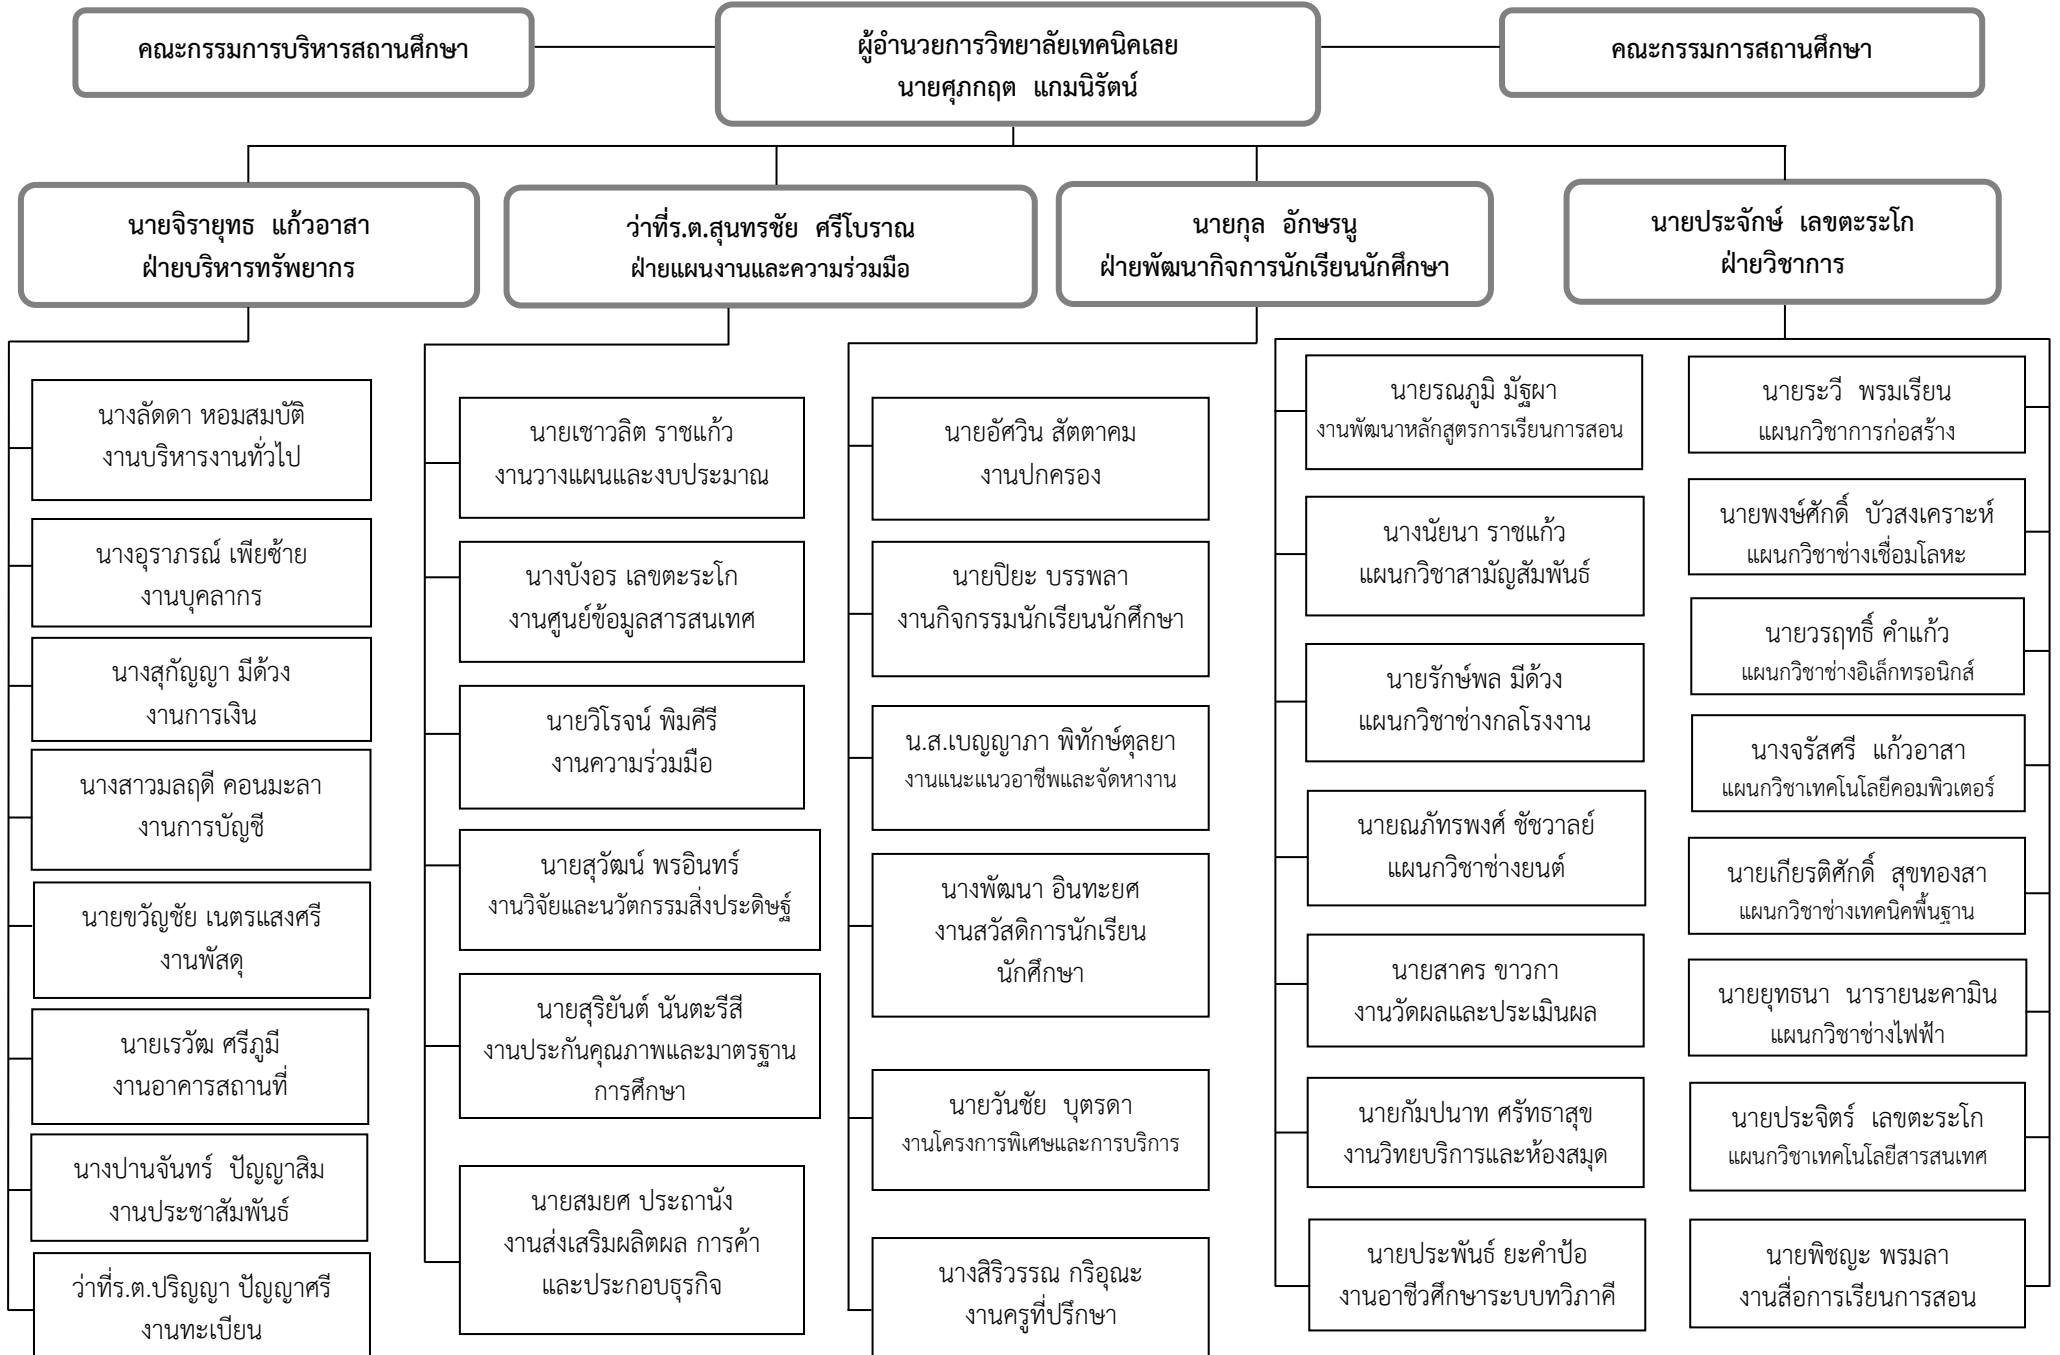 คณะกรรมการบริหารสถานศึกษา
ผู้อำนวยการวิทยาลัยเทคนิคเลย
นายศุภกฤต แกมนิรัตน์
คณะกรรมการสถานศึกษา
นายจิรายุทธ แก้วอาสา
ฝ่ายบริหารทรัพยากร
ว่าที่ร.ต.สุนทรชัย ศรีโบราณ
ฝ่ายแผนงานและความร่วมมือ
นายกุล อักษรนู
ฝ่ายพัฒนากิจการนักเรียนนักศึกษา
นายประจักษ์ เลขตะระโก
ฝ่ายวิชาการ
นางลัดดา หอมสมบัติ
งานบริหารงานทั่วไป
นางอุราภรณ์ เพียซ้าย
งานบุคลากร
นางสุกัญญา มีด้วง
งานการเงิน
นางสาวมลฤดี คอนมะลา
งานการบัญชี
นายขวัญชัย เนตรแสงศรี
งานพัสดุ
นายเรวัฒ ศรีภูมี
งานอาคารสถานที่
นางปานจันทร์ ปัญญาสิม
งานประชาสัมพันธ์
ว่าที่ร.ต.ปริญญา ปัญญาศรี
งานทะเบียน
นายเชาวลิต ราชแก้ว
งานวางแผนและงบประมาณ
นางบังอร เลขตะระโก
งานศูนย์ข้อมูลสารสนเทศ
นายวิโรจน์ พิมคีรี
งานความร่วมมือ
นายสุวัฒน์ พรอินทร์
งานวิจัยและนวัตกรรมสิ่งประดิษฐ์
นายสุริยันต์ นันตะรีสี
งานประกันคุณภาพและมาตรฐาน
การศึกษา
นายสมยศ ประถานัง
งานส่งเสริมผลิตผล การค้า
และประกอบธุรกิจ
นายอัศวิน สัตตาคม
งานปกครอง
นายปิยะ บรรพลา
งานกิจกรรมนักเรียนนักศึกษา
น.ส.เบญญาภา พิทักษ์ตุลยา
งานแนะแนวอาชีพและจัดหางาน
นางพัฒนา อินทะยศ
งานสวัสดิการนักเรียน
นักศึกษา
นายวันชัย บุตรดา
งานโครงการพิเศษและการบริการ
นางสิริวรรณ กริอุณะ
งานครูที่ปรึกษา
นายรณภูมิ มัฐผา
งานพัฒนาหลักสูตรการเรียนการสอน
นางนัยนา ราชแก้ว
แผนกวิชาสามัญสัมพันธ์
นายรักษ์พล มีด้วง
แผนกวิชาช่างกลโรงงาน
นายณภัทรพงศ์ ชัชวาลย์
แผนกวิชาช่างยนต์
นายสาคร ขาวกา
งานวัดผลและประเมินผล
นายกัมปนาท ศรัทธาสุข
งานวิทยบริการและห้องสมุด
นายประพันธ์ ยะคำป้อ
งานอาชีวศึกษาระบบทวิภาคี
นายระวี พรมเรียน
แผนกวิชาการก่อสร้าง
นายพงษ์ศักดิ์ บัวสงเคราะห์
แผนกวิชาช่างเชื่อมโลหะ
นายวรฤทธิ์ คำแก้ว
แผนกวิชาช่างอิเล็กทรอนิกส์
นางจรัสศรี แก้วอาสา
แผนกวิชาเทคโนโลยีคอมพิวเตอร์
นายเกียรติศักดิ์ สุขทองสา
แผนกวิชาช่างเทคนิคพื้นฐาน
นายยุทธนา นารายนะคามิน
แผนกวิชาช่างไฟฟ้า
นายประจิตร์ เลขตะระโก
แผนกวิชาเทคโนโลยีสารสนเทศ
นายพิชญะ พรมลา
งานสื่อการเรียนการสอน